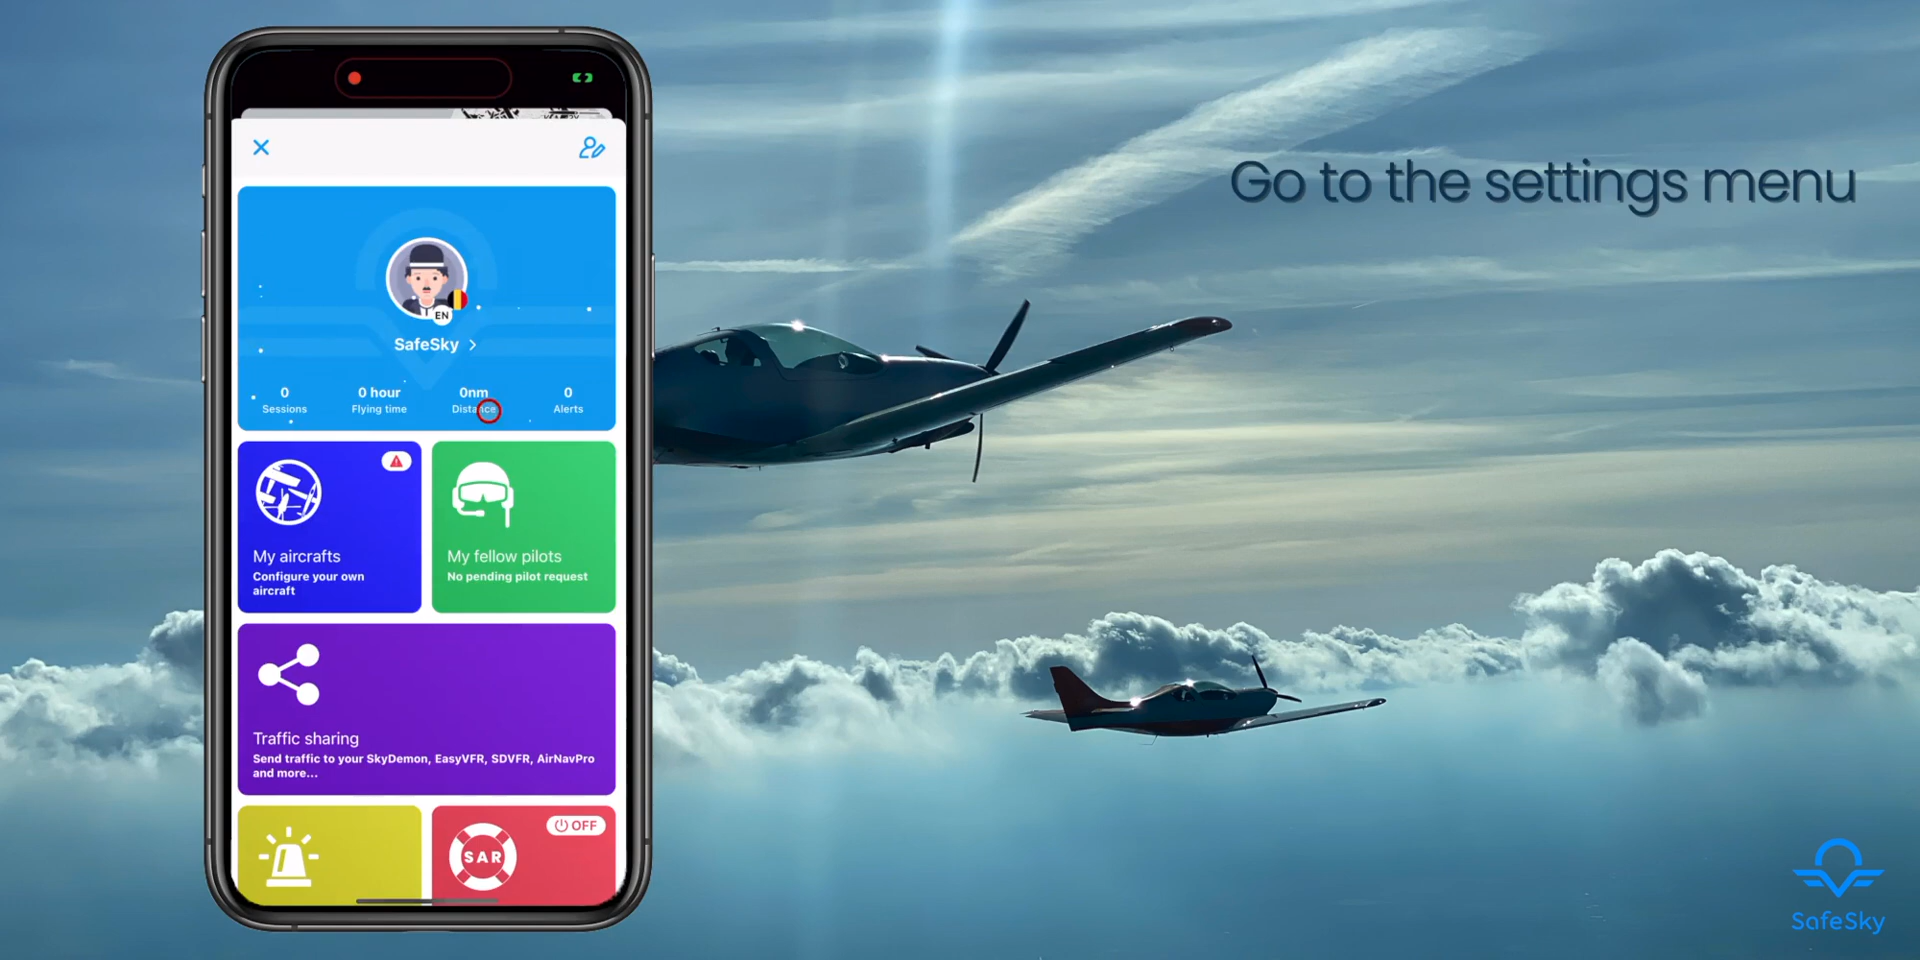 Go to the settings menu
EN
SafeSky
0
0 hour
0nm
0
Sessions
Flying time
Distance
Alerts
My aircrafts
Configure your own
aircraft
My fellow pilots
No pending pilot request
Traffic sharing
Send traffic to your SkyDemon, EasyVFR, SDVFR, AirNavPro
and more...
OFF
SAR
SafeSky